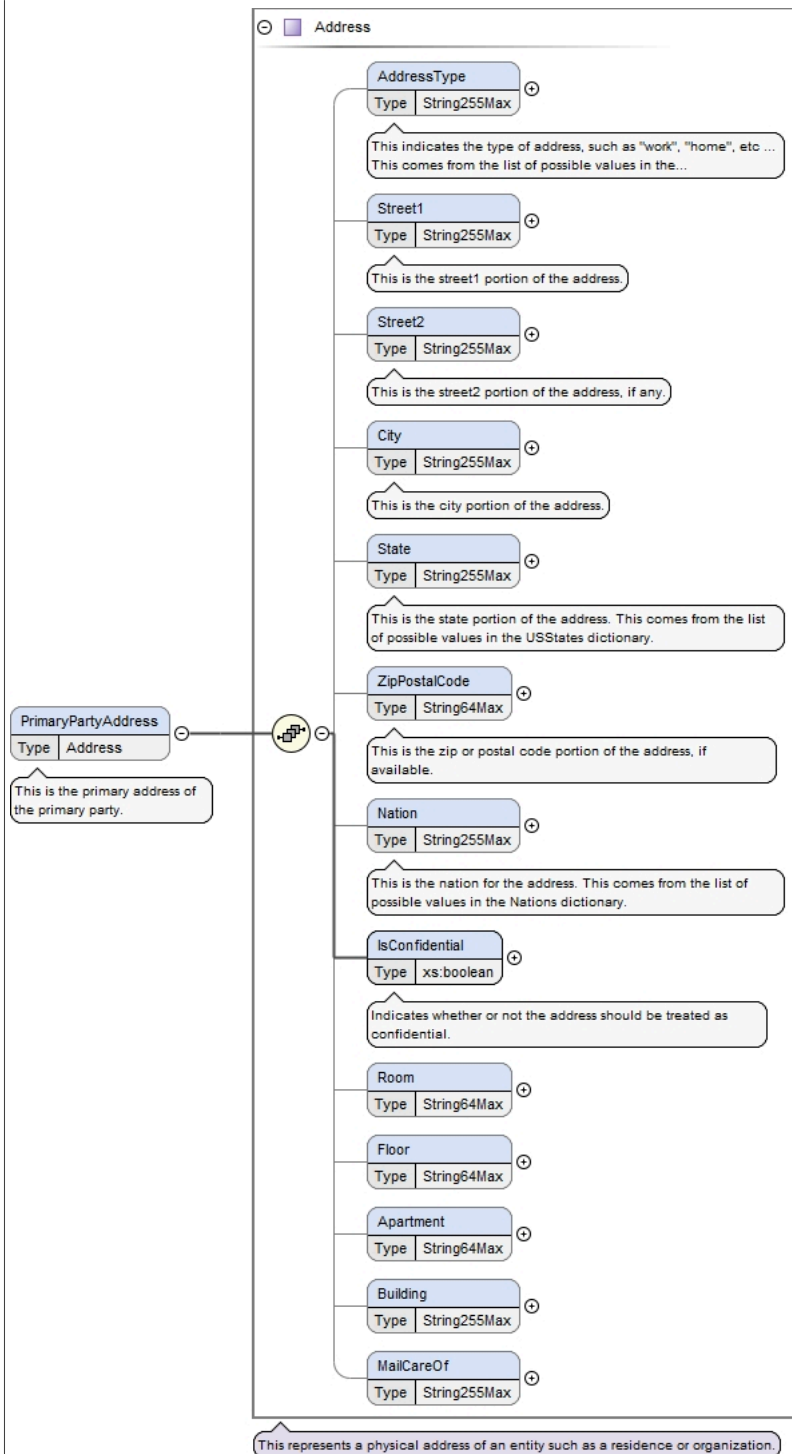 Address
AddressType
Type String255Max
This indicates the type of address, such as "work", "home", etc ...
This comes from the list of possible values in the...
Street1
Type String255Max
This is the street1 portion of the address.
Street2
Type String255Max
This is the street2 portion of the address, if any.
City
Type String255Max
This is the city portion of the address.
State
Type String255Max
This is the state portion of the address. This comes from the list
of possible values in the USStates dictionary.
ZipPostalCode
Type String64Max
This is the zip or postal code portion of the address, if
available.
PrimaryPartyAddress
Type Address
This is the primary address of
the primary party.
Nation
Type String255Max
This is the nation for the address. This comes from the list of
possible values in the Nations dictionary.
IsConfidential
Type xs:boolean
Indicates whether or not the address should be treated as
confidential.
Room
Type String64Max
Floor
Type String64Max
Apartment
Type String64Max
Building
Type String255Max
MailCareOf
Type String255Max
This represents a physical address of an entity such as a residence or organization.